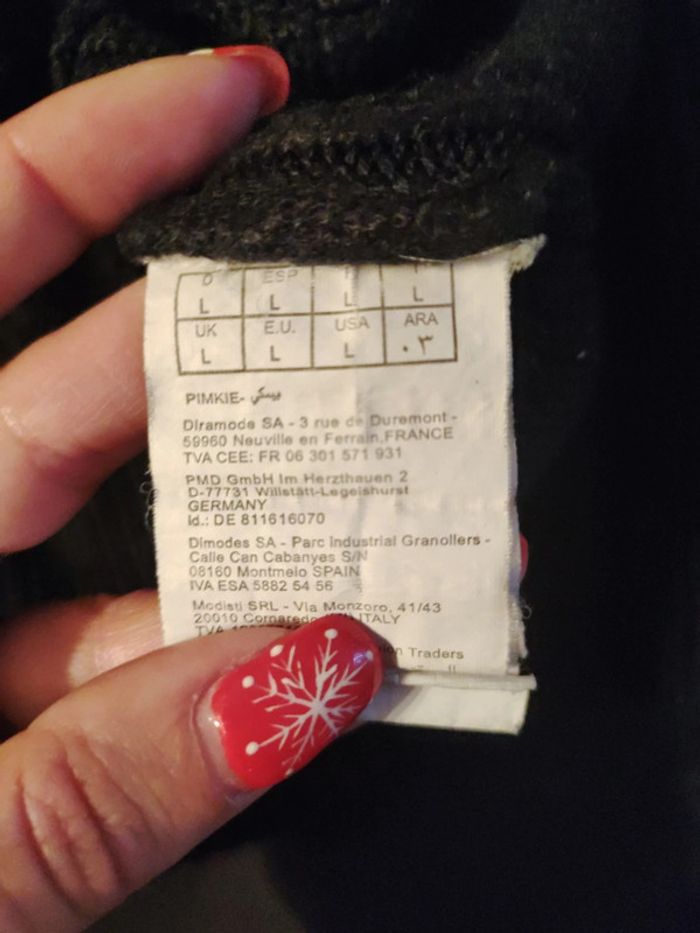 D ESP
L L L L
UK E.U. USA ARA
L L L ٠٣
PIMKIE- بيمكي
Diramode SA - 3 rue de Duremont -
59960 Neuville en Ferrain,FRANCE
TVA CEE: FR 06 301 571 931
PMD GmbH Im Herzthauen 2
D-77731 Willstätt-Legelshurst
GERMANY
Id.: DE 811616070
Dimodes SA - Parc Industrial Granollers -
Calle Can Cabanyes S/N
08160 Montmelo SPAIN
IVA ESA 5882 54 56
Modisti SRL - Via Monzoro, 41/43
20010 Cornaredo ITALY
TVA
Traders